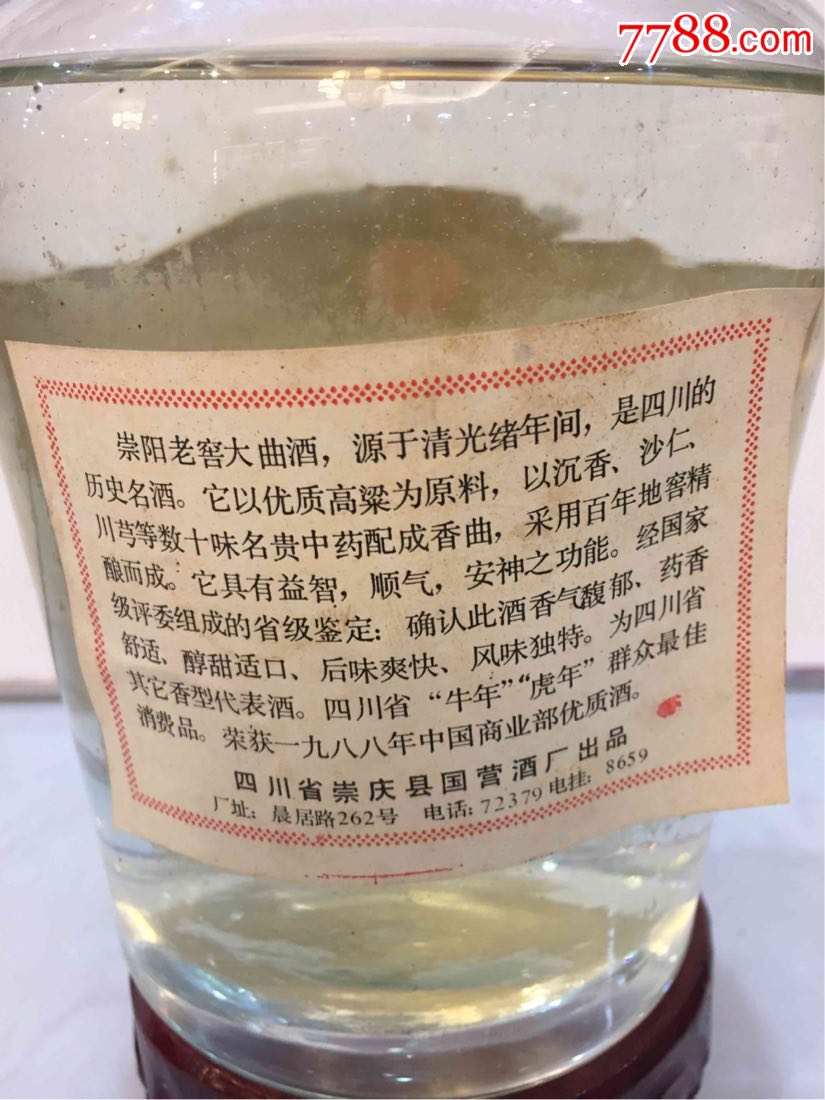 7788.com
崇阳老窖大曲酒，源于清光绪年间，是四川的
历史名酒。它以优质高粱为原料，以沉香、沙仁、
川芎等数十味名贵中药配成香曲，采用百年地窖精
酿而成。它具有益智，顺气，安神之功能。经国家
级评委组成的省级鉴定：确认此酒香气馥郁、药香
舒适、醇甜适口、后味爽快、风味独特。为四川省
其它香型代表酒。四川省“牛年”“虎年”群众最佳
消费品。荣获一九八八年中国商业部优质酒。
四川省崇庆县国营酒厂出品
厂址：晨居路262号 电话：72379 电挂：8659